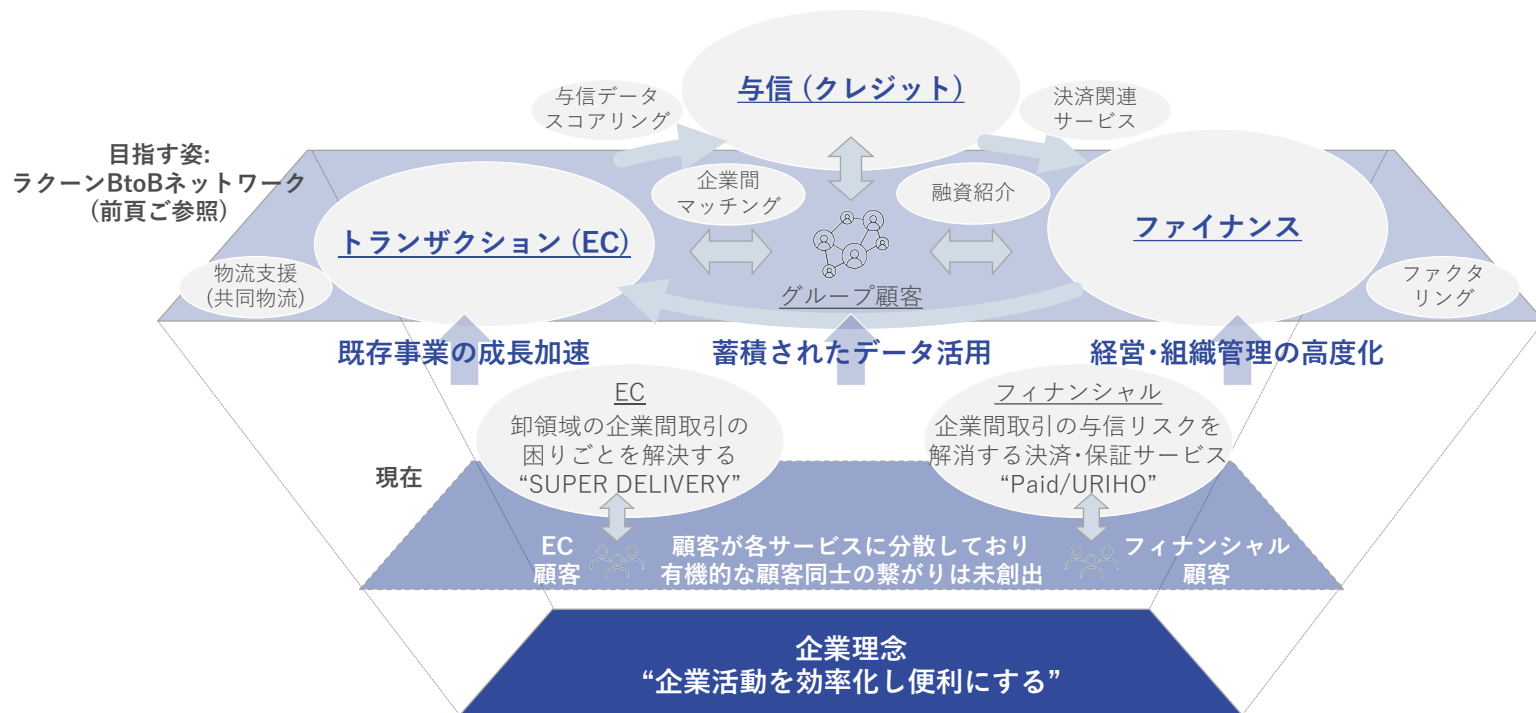 与信 (クレジット)
与信データ
スコアリング
決済関連
サービス
目指す姿:
ラクーンBtoBネットワーク
(前頁ご参照)
企業間
マッチング
融資紹介
トランザクション (EC)
ファイナンス
物流支援
(共同物流)
グループ顧客
ファクタ
リング
既存事業の成長加速
蓄積されたデータ活用
経営・組織管理の高度化
EC
卸領域の企業間取引の
困りごとを解決する
“SUPER DELIVERY”
フィナンシャル
企業間取引の与信リスクを
解消する決済・保証サービス
“Paid/URIHO”
現在
EC
顧客
顧客が各サービスに分散しており
有機的な顧客同士の繋がりは未創出
フィナンシャル
顧客
企業理念
“企業活動を効率化し便利にする”